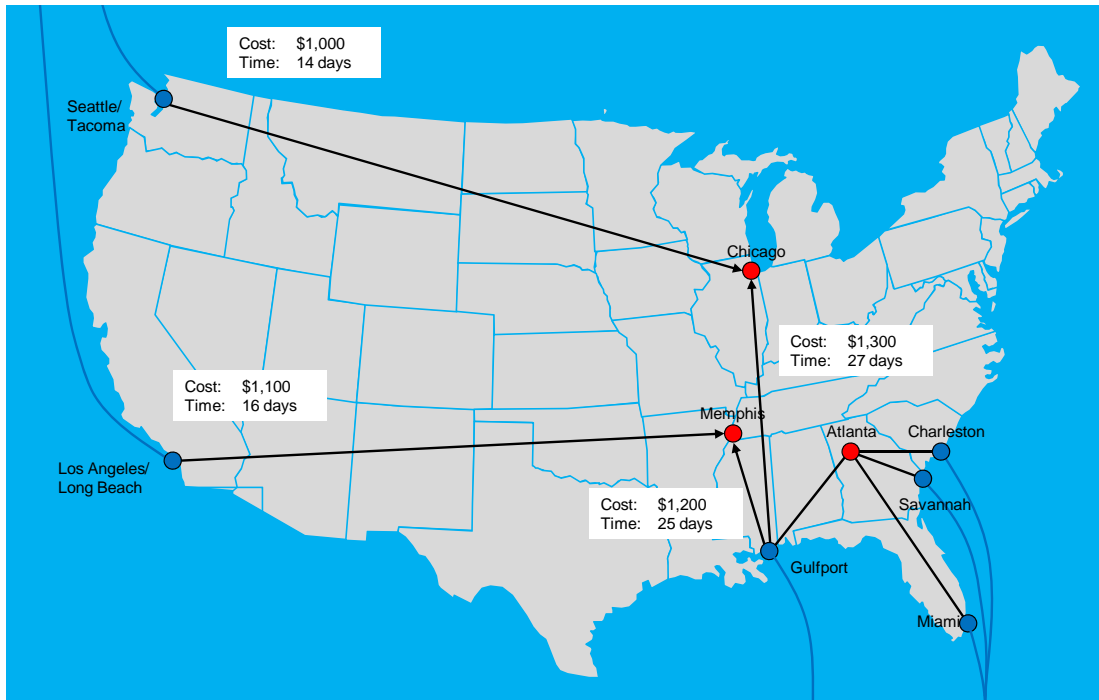 Cost: $1,000
Time: 14 days
Seattle/
Tacoma
Chicago
Cost: $1,300
Time: 27 days
Cost: $1,100
Time: 16 days
Memphis
Atlanta
Charleston
Los Angeles/
Long Beach
Cost: $1,200
Time: 25 days
Savannah
Gulfport
Miami